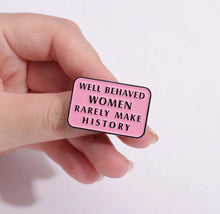 WELL BEHAVED
WOMEN
RARELY MAKE
HISTORY